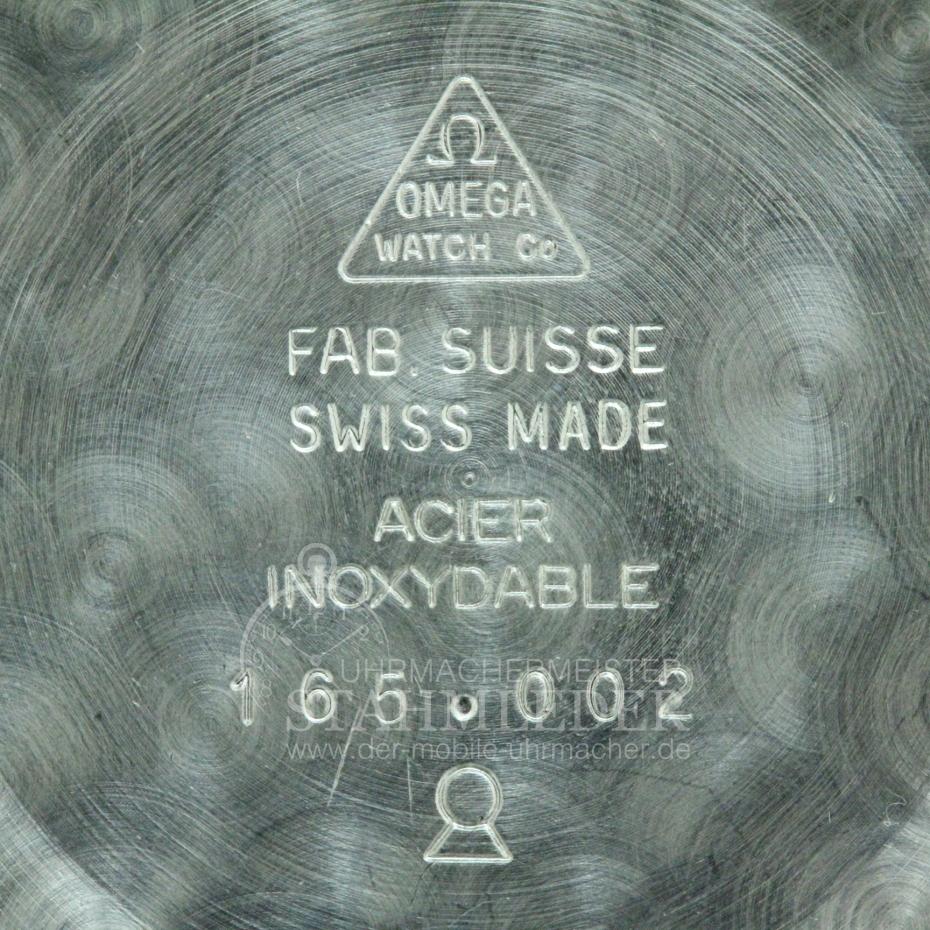 Ω
OMEGA
WATCH Co
FAB. SUISSE
SWISS MADE
ACIER
INOXYDABLE
165.002
UHRMACHERMEISTER
www.der-mobile-uhrmacher.de